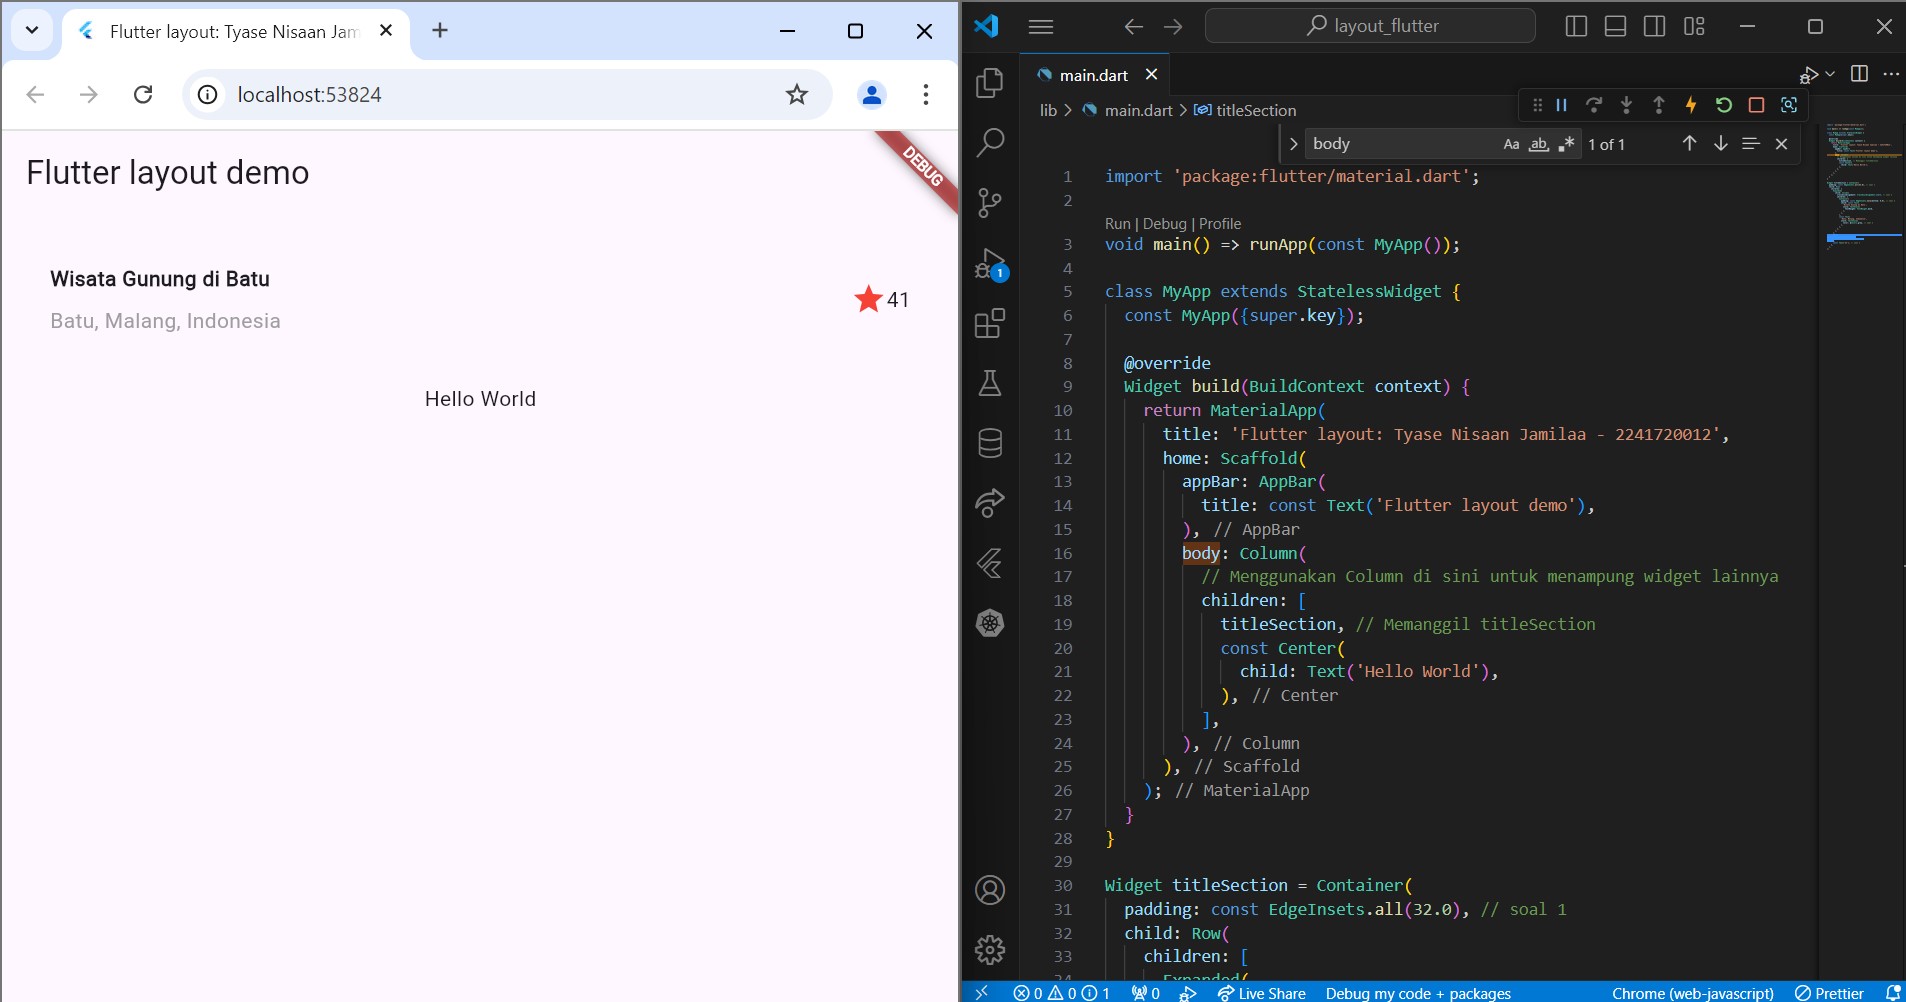 Flutter layout: Tyase Nisaan Jam
localhost:53824
Flutter layout demo
DEBUG
Wisata Gunung di Batu
41
Batu, Malang, Indonesia
Hello World
layout_flutter
main.dart
lib > main.dart > titleSection
body
Aa ab 1 of 1
1 import 'package:flutter/material.dart';
2
Run | Debug | Profile
3 void main() => runApp(const MyApp());
4
5 class MyApp extends StatelessWidget {
6 const MyApp({super.key});
7
8 @override
9 Widget build(BuildContext context) {
10 return MaterialApp(
11 title: 'Flutter layout: Tyase Nisaan Jamilaa - 2241720012',
12 home: Scaffold(
13 appBar: AppBar(
14 title: const Text('Flutter layout demo'),
15 ), // AppBar
16 body: Column(
17 // Menggunakan Column di sini untuk menampung widget lainnya
18 children: [
19 titleSection, // Memanggil titleSection
20 const Center(
21 child: Text('Hello World'),
22 ), // Center
23 ],
24 ), // Column
25 ), // Scaffold
26 ); // MaterialApp
27 }
28 }
29
30 Widget titleSection = Container(
31 padding: const EdgeInsets.all(32.0), // soal 1
32 child: Row(
33 children: [
34 Expanded(
1
0 0 1 0 Live Share Debug my code + packages Chrome (web-javascript) Prettier